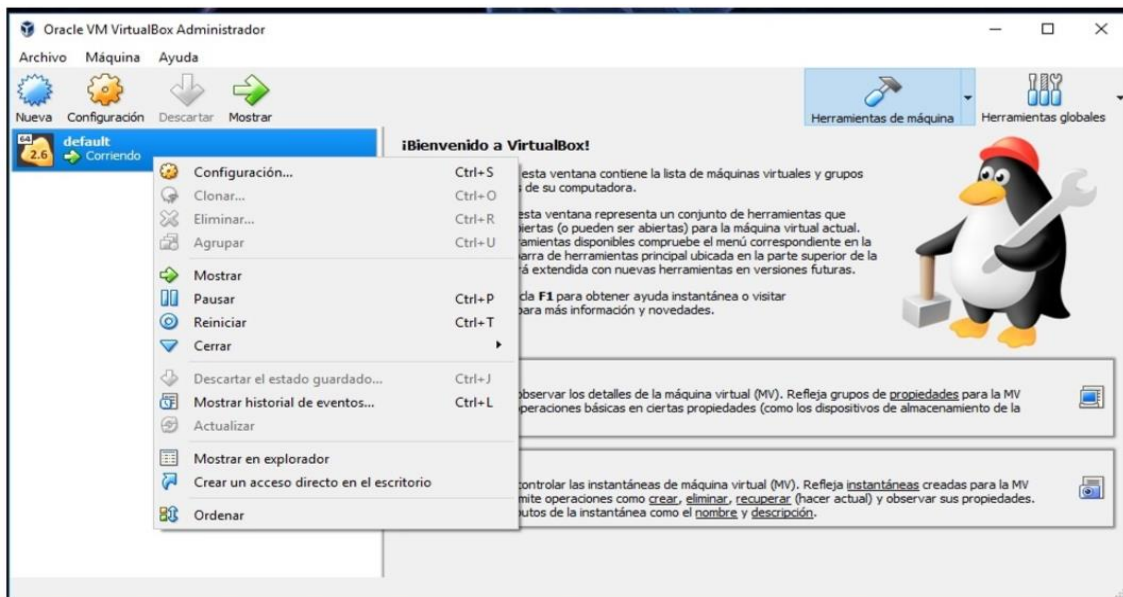 Oracle VM VirtualBox Administrador
Archivo Máquina Ayuda
Nueva Configuración Descartar Mostrar
Herramientas de máquina Herramientas globales
64
2.6
default
Corriendo
Configuración... Ctrl+S
Clonar... Ctrl+O
Eliminar... Ctrl+R
Agrupar Ctrl+U
Mostrar
Pausar Ctrl+P
Reiniciar Ctrl+T
Cerrar
Descartar el estado guardado... Ctrl+J
Mostrar historial de eventos... Ctrl+L
Actualizar
Mostrar en explorador
Crear un acceso directo en el escritorio
Ordenar
¡Bienvenido a VirtualBox!
esta ventana contiene la lista de máquinas virtuales y grupos
de su computadora.
esta ventana representa un conjunto de herramientas que
(o pueden ser abiertas) para la máquina virtual actual.
disponibles compruebe el menú correspondiente en la
de herramientas principal ubicada en la parte superior de la
extendida con nuevas herramientas en versiones futuras.
F1 para obtener ayuda instantánea o visitar
para más información y novedades.
observar los detalles de la máquina virtual (MV). Refleja grupos de propiedades para la MV
operaciones básicas en ciertas propiedades (como los dispositivos de almacenamiento de la
controlar las instantáneas de máquina virtual (MV). Refleja instantáneas creadas para la MV
operaciones como crear, eliminar, recuperar (hacer actual) y observar sus propiedades.
de la instantánea como el nombre y descripción.